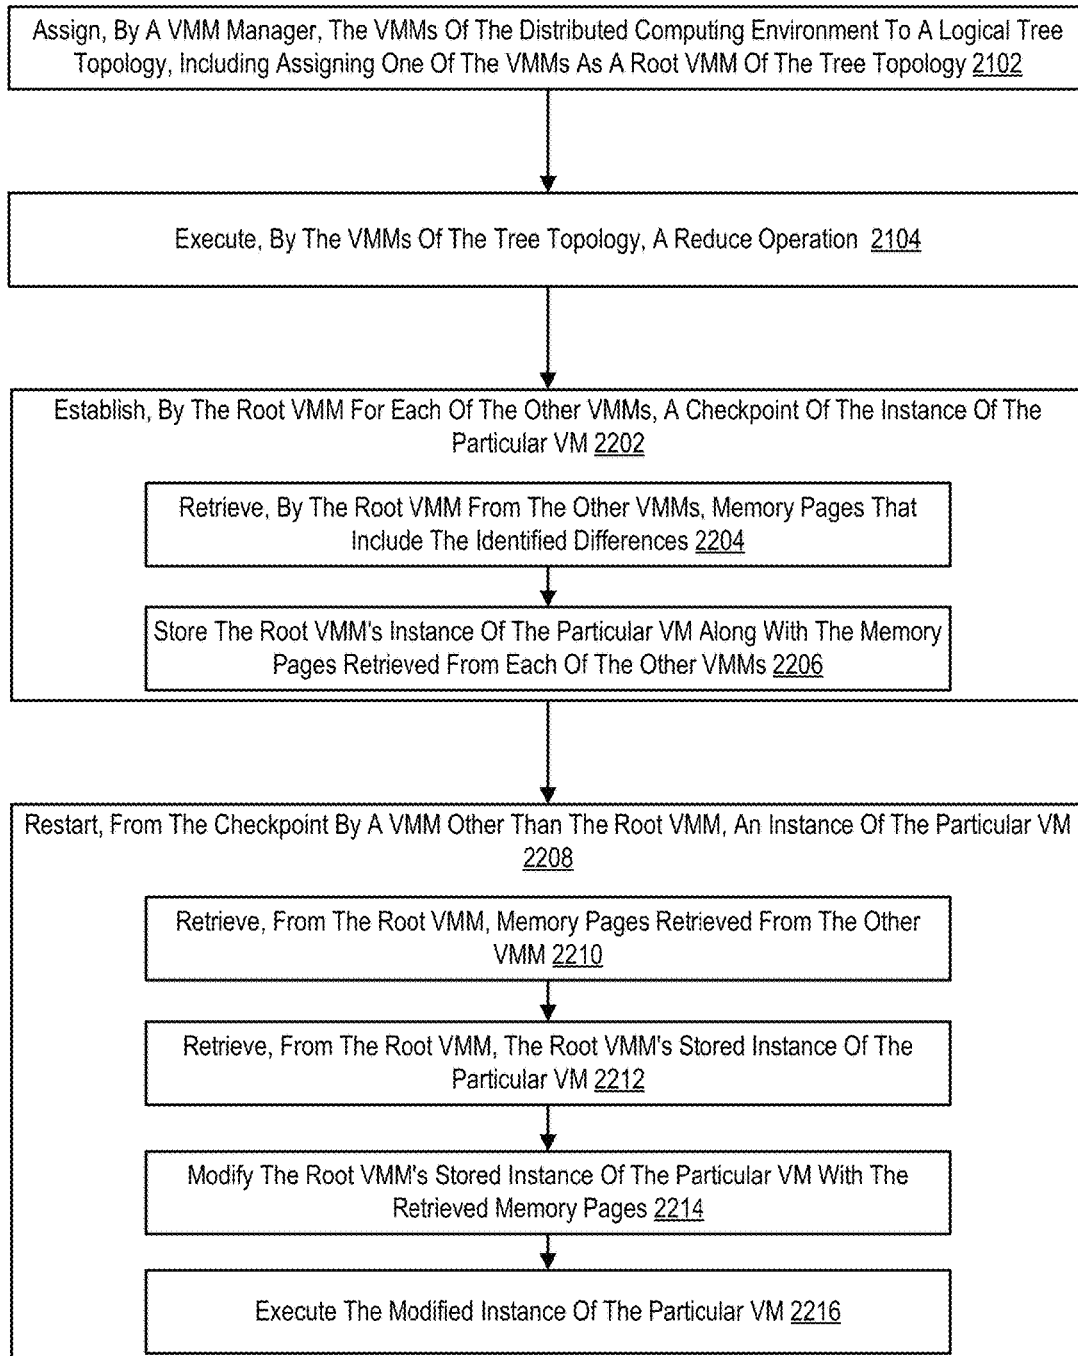 Assign, By A VMM Manager, The VMMs Of The Distributed Computing Environment To A Logical Tree
Topology, Including Assigning One Of The VMMs As A Root VMM Of The Tree Topology 2102
Execute, By The VMMs Of The Tree Topology, A Reduce Operation 2104
Establish, By The Root VMM For Each Of The Other VMMs, A Checkpoint Of The Instance Of The
Particular VM 2202
Retrieve, By The Root VMM From The Other VMMs, Memory Pages That
Include The Identified Differences 2204
Store The Root VMM's Instance Of The Particular VM Along With The Memory
Pages Retrieved From Each Of The Other VMMs 2206
Restart, From The Checkpoint By A VMM Other Than The Root VMM, An Instance Of The Particular VM
2208
Retrieve, From The Root VMM, Memory Pages Retrieved From The Other
VMM 2210
Retrieve, From The Root VMM, The Root VMM's Stored Instance Of The
Particular VM 2212
Modify The Root VMM's Stored Instance Of The Particular VM With The
Retrieved Memory Pages 2214
Execute The Modified Instance Of The Particular VM 2216